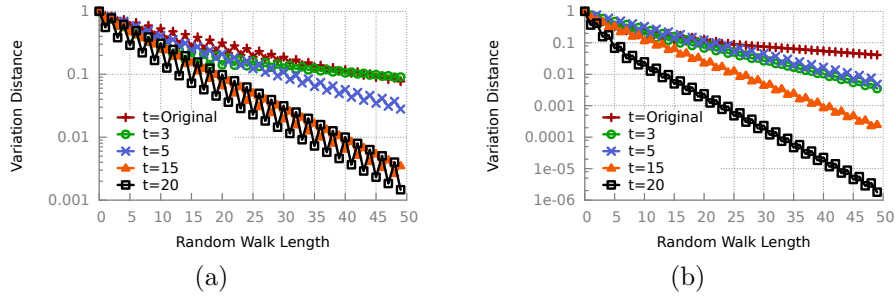 1
0.1
0.01
0.001
Variation Distance
t=Original
t=3
t=5
t=15
t=20
0 5 10 15 20 25 30 35 40 45 50
Random Walk Length
(a)
1
0.1
0.01
0.001
0.0001
1e-05
1e-06
Variation Distance
t=Original
t=3
t=5
t=15
t=20
0 5 10 15 20 25 30 35 40 45 50
Random Walk Length
(b)